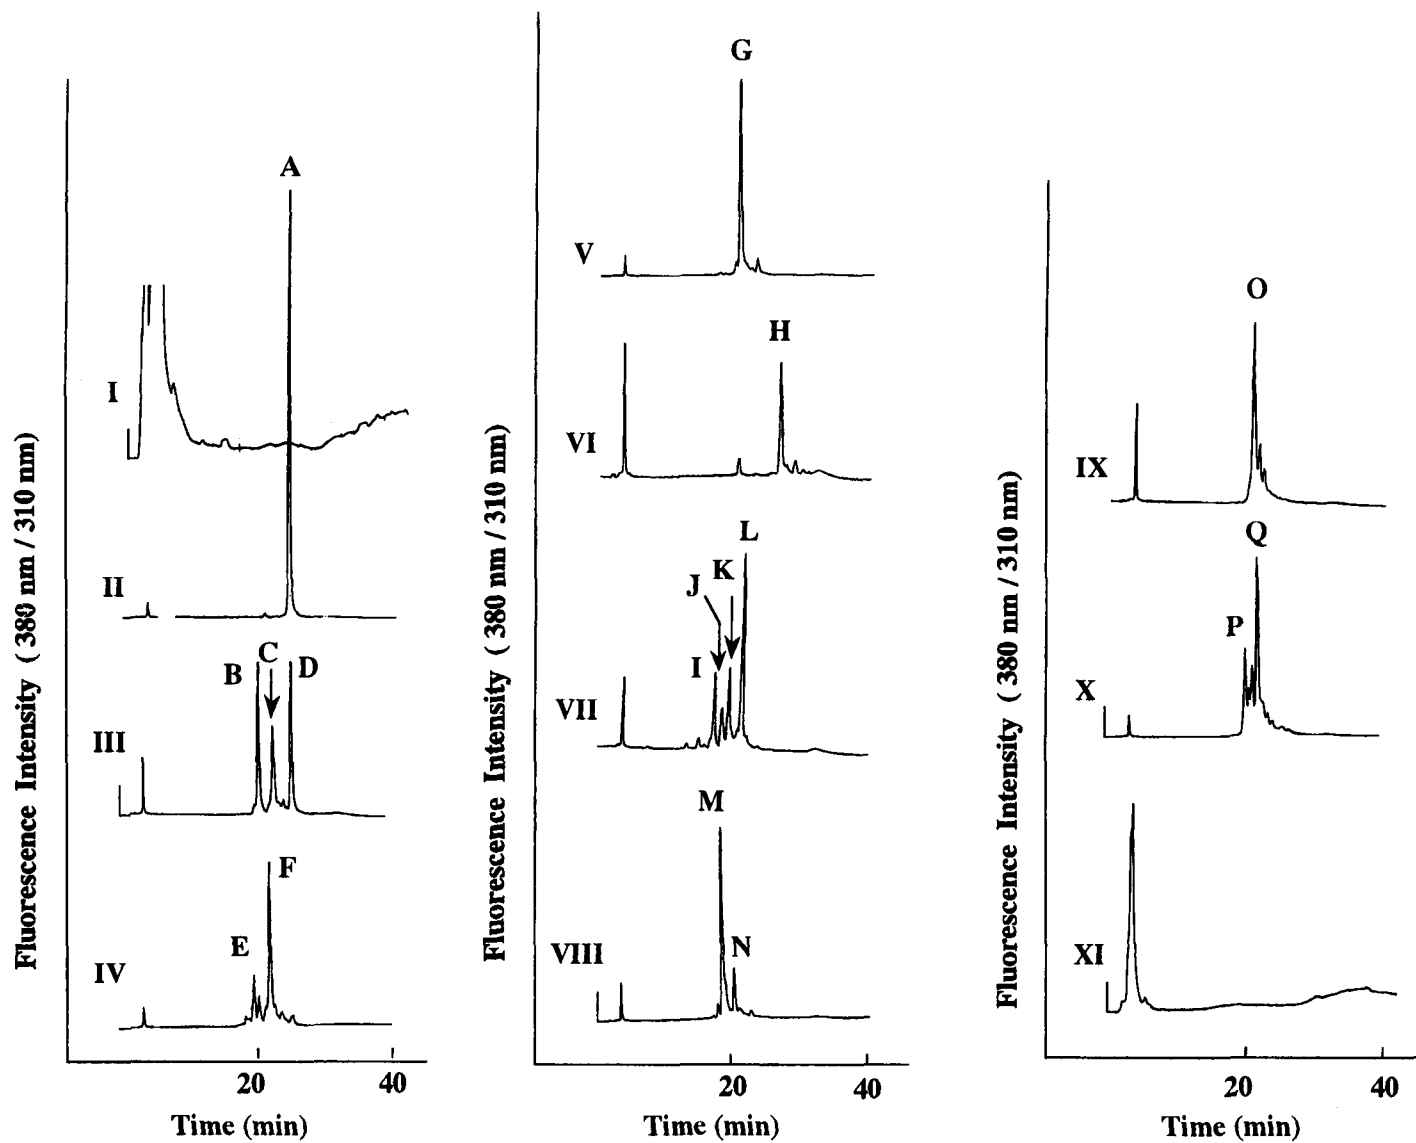 Fluorescence Intensity ( 380 nm / 310 nm)
I
A
II
III
B
C
D
IV
E
F
20
40
Time (min)
Fluorescence Intensity ( 380 nm / 310 nm)
V
G
VI
H
VII
I
J
K
L
VIII
M
N
20
40
Time (min)
Fluorescence Intensity ( 380 nm / 310 nm)
IX
O
X
P
Q
XI
20
40
Time (min)